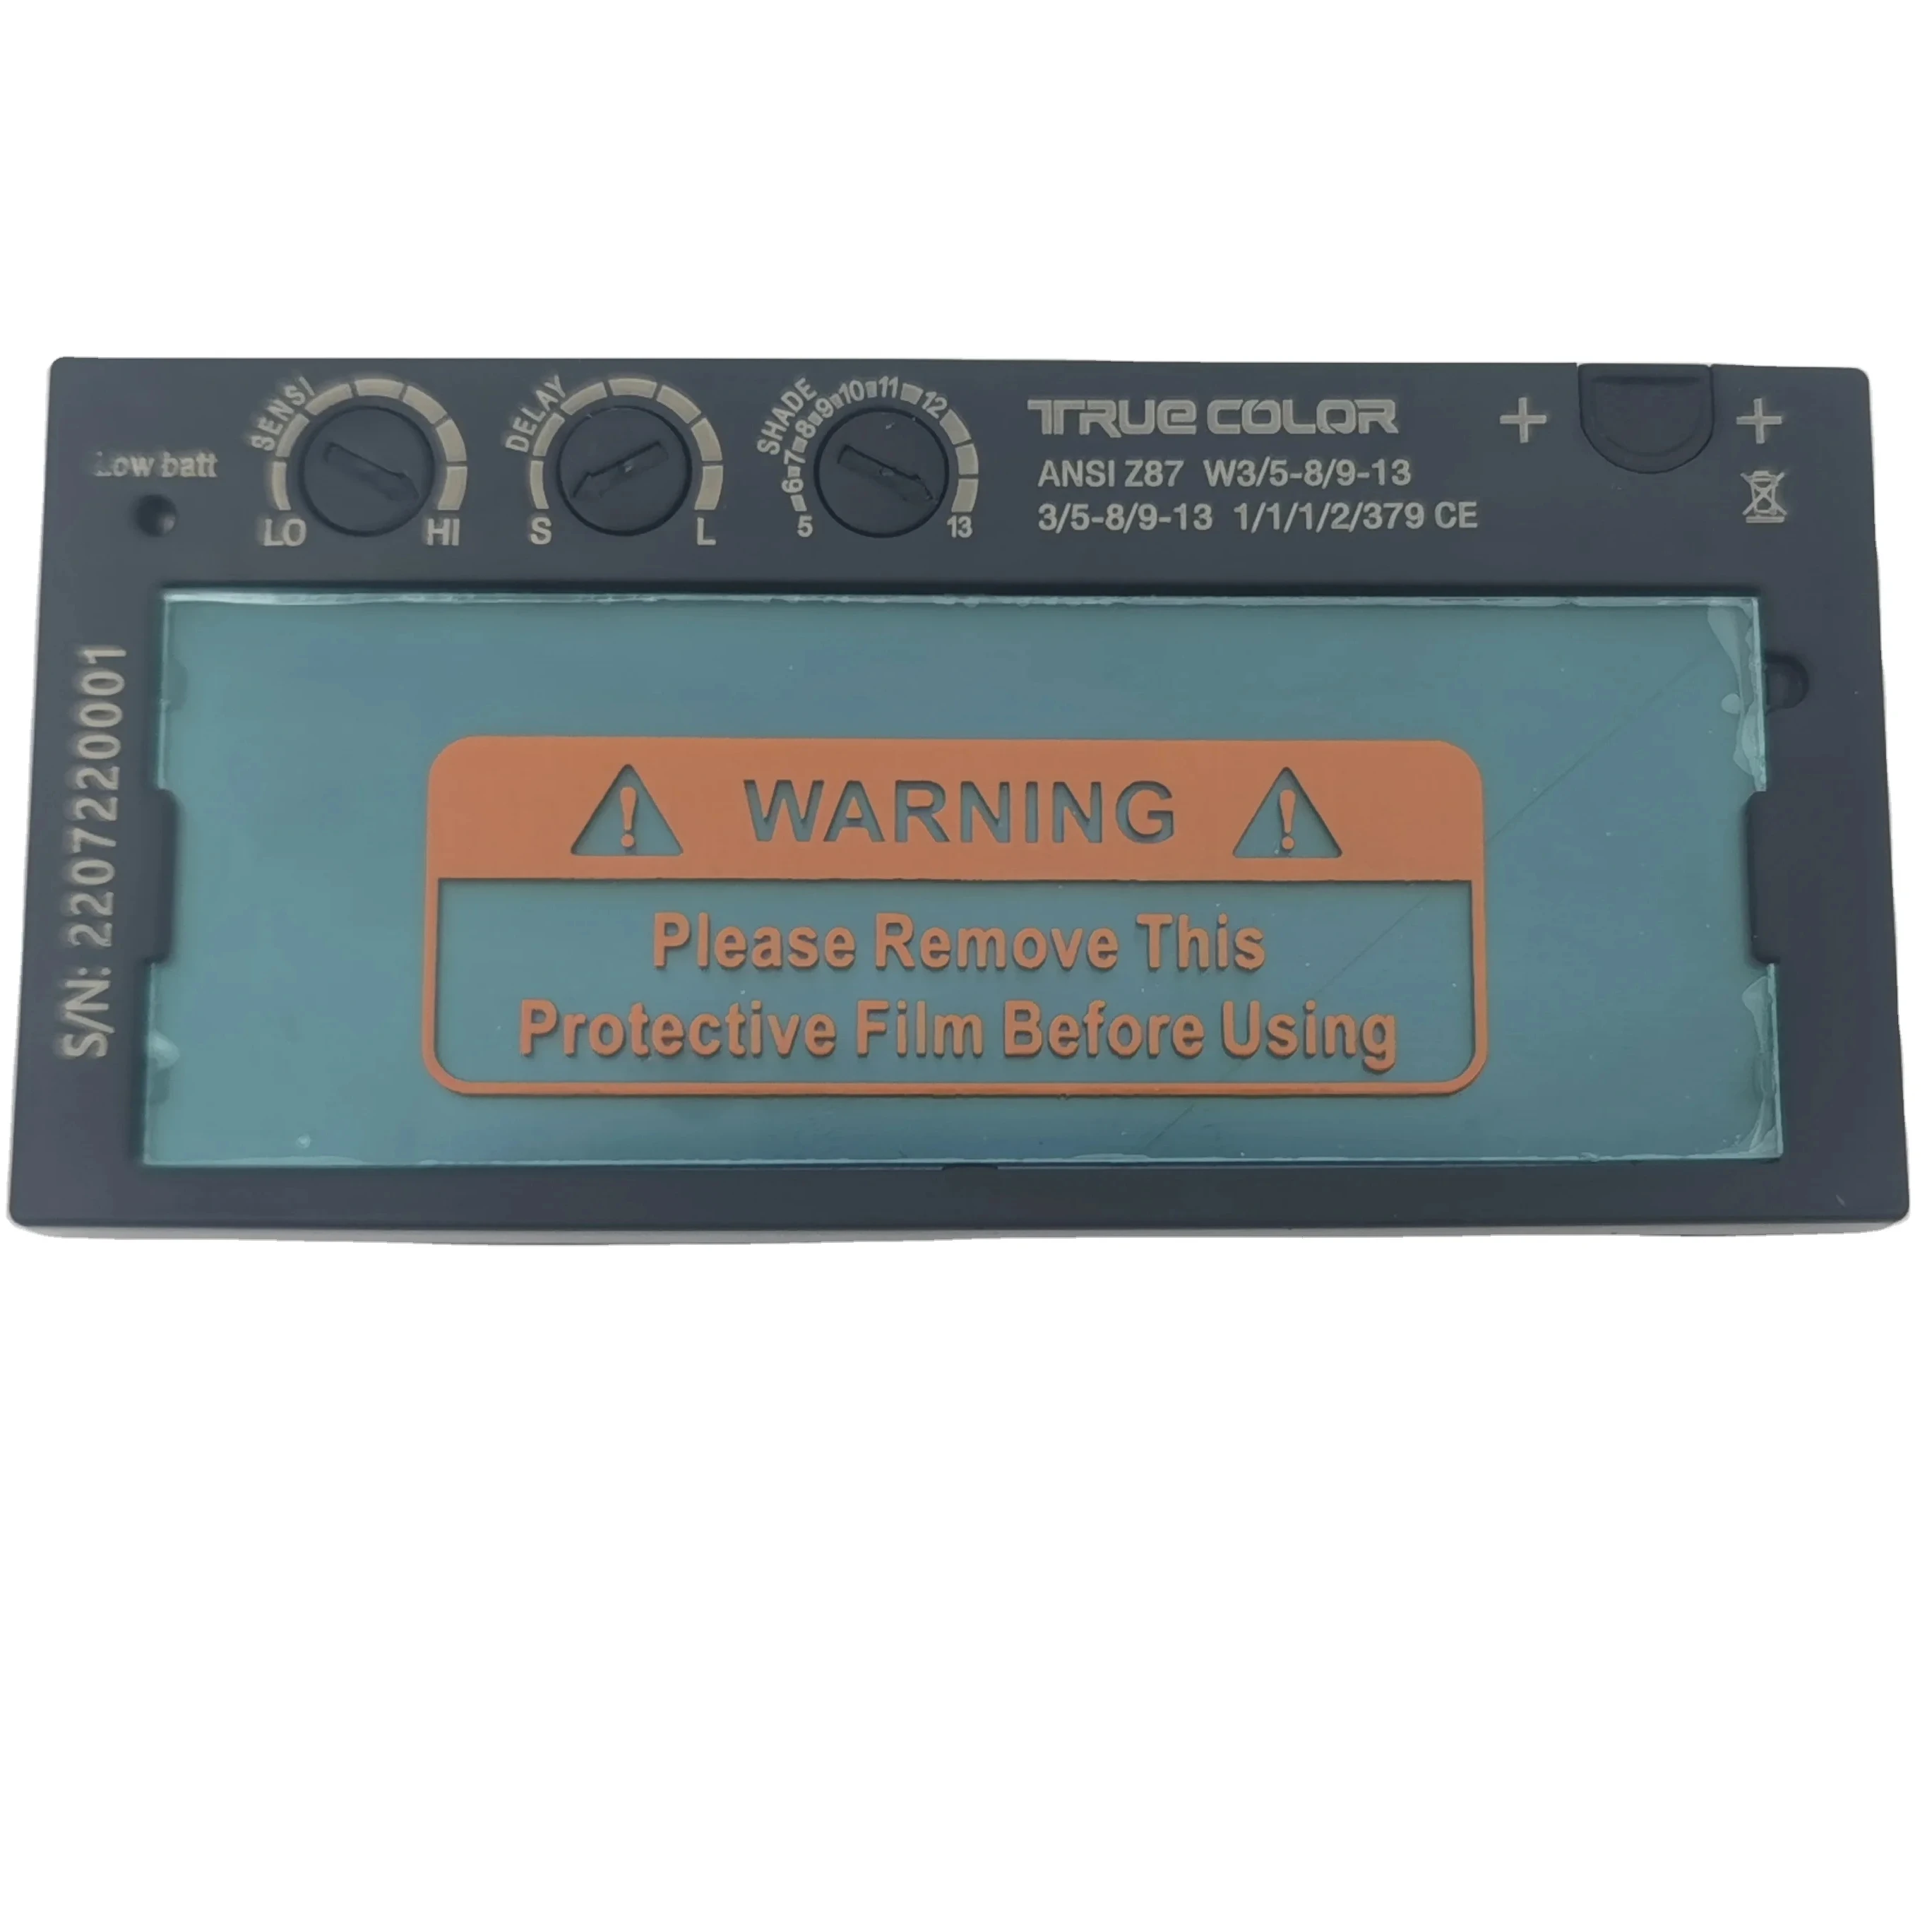 Low batt
SENSI
LO HI
DELAY
S L
SHADE
5 6 7 8 9 10 11 12 13
TRUE COLOR
ANSI Z87 W3/5-8/9-13
3/5-8/9-13 1/1/1/2/379 CE
+ +
S/N: 2207220001
WARNING
Please Remove This
Protective Film Before Using